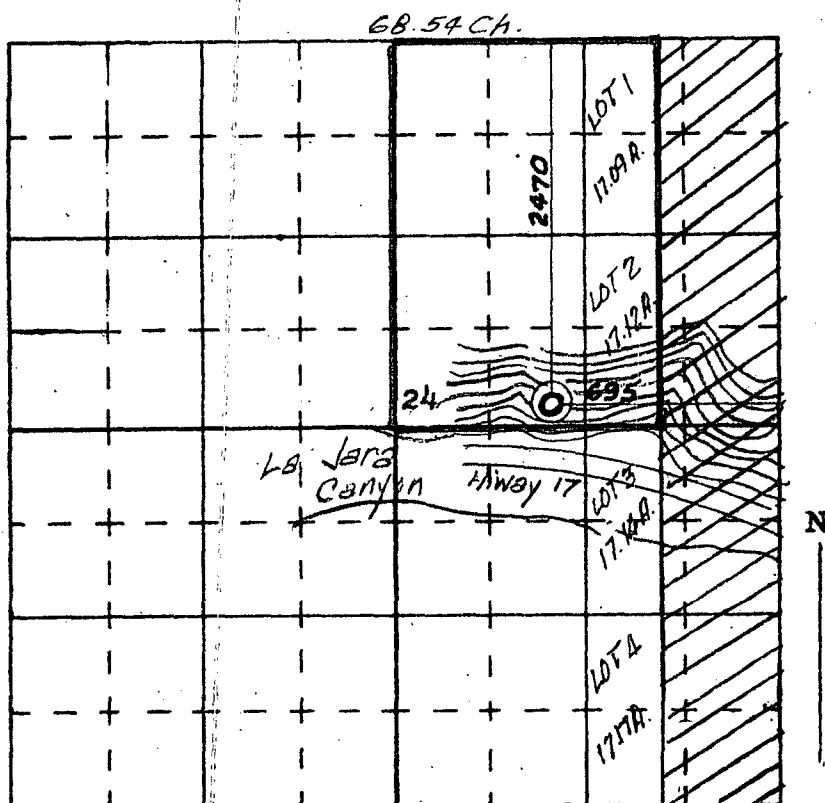 68.54 Ch.
LOT 1
17.09 A.
2470
LOT 2
17.12 A.
24
695
La Jara
Canyon
Hiway 17
LOT 3
N
LOT 4